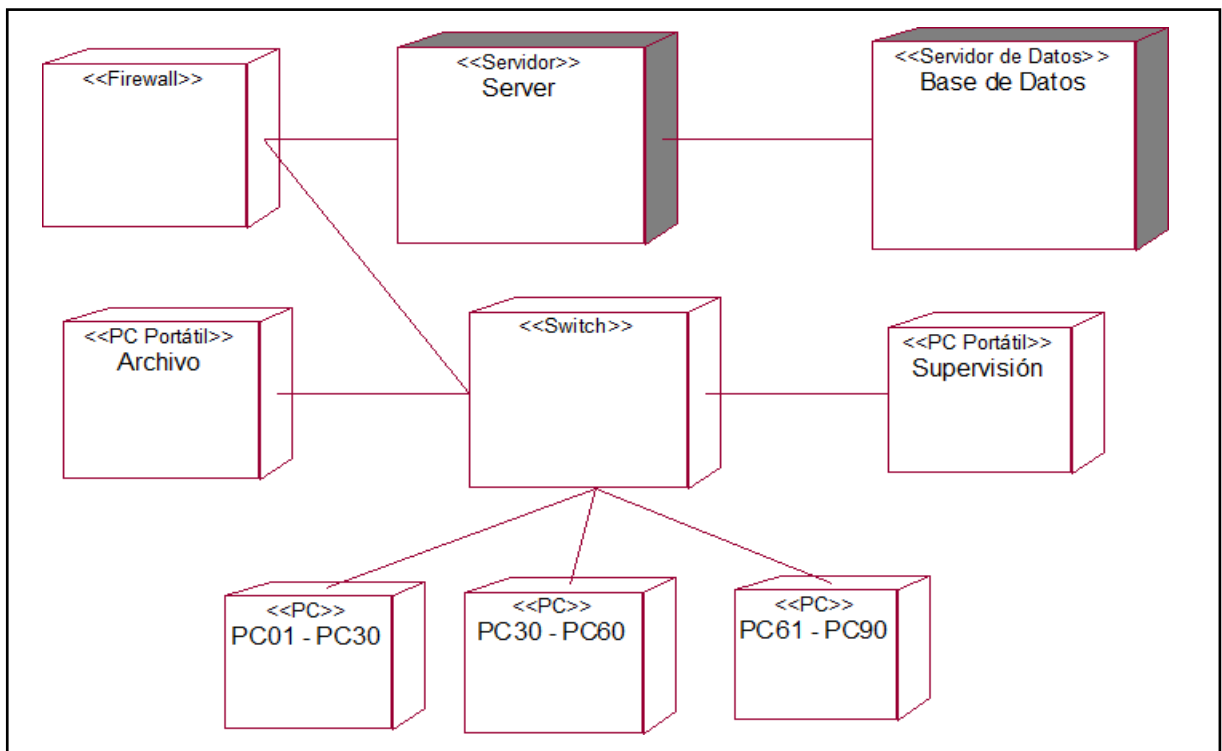 <<Firewall>>
<<Servidor>>
Server
<<Servidor de Datos>>
Base de Datos
<<PC Portátil>>
Archivo
<<Switch>>
<<PC Portátil>>
Supervisión
<<PC>>
PC01 - PC30
<<PC>>
PC30 - PC60
<<PC>>
PC61 - PC90